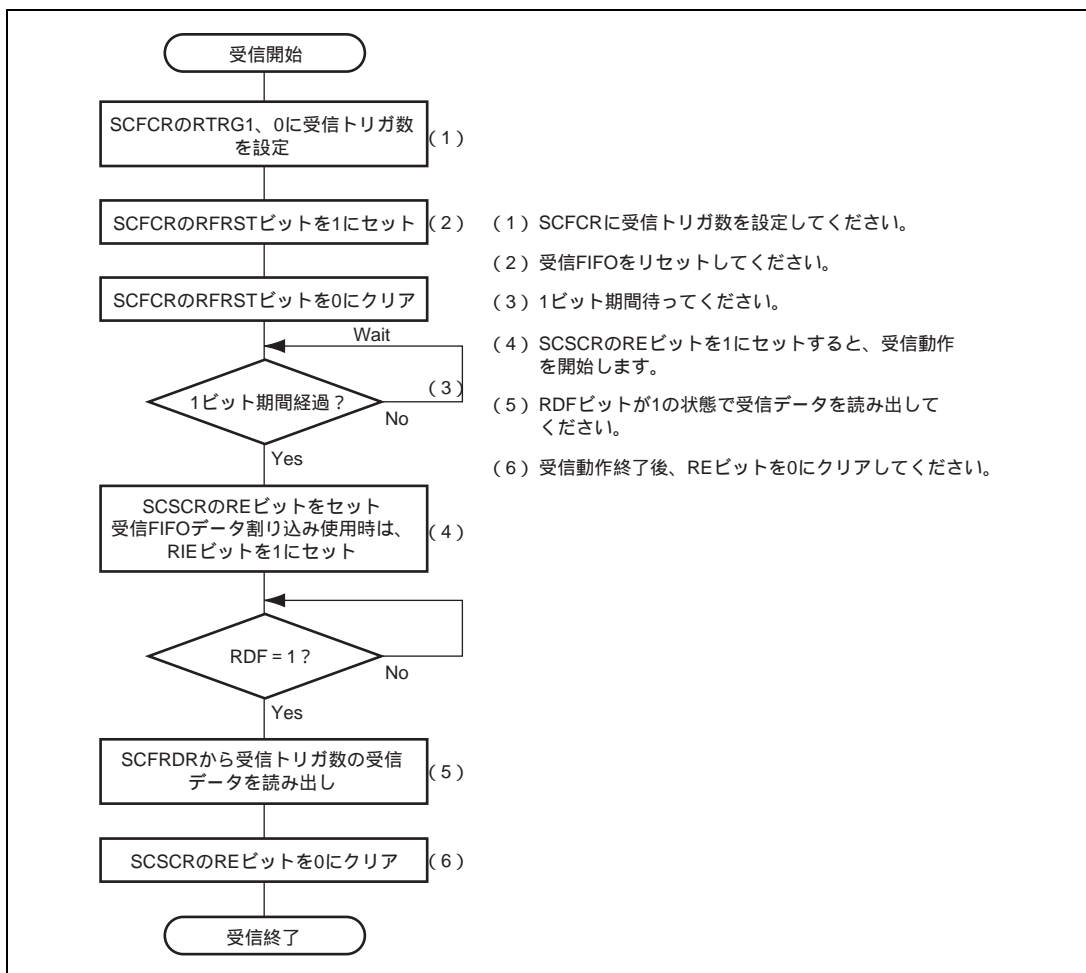 受信開始
SCFCRのRTRG1、0に受信トリガ数
を設定
(1)
SCFCRのRFRSTビットを1にセット
(2)
SCFCRのRFRSTビットを0にクリア
Wait
1ビット期間経過?
(3)
No
Yes
SCSCRのREビットをセット
受信FIFOデータ割り込み使用時は、
RIEビットを1にセット
(4)
RDF = 1?
No
Yes
SCFRDRから受信トリガ数の受信
データを読み出し
(5)
SCSCRのREビットを0にクリア
(6)
受信終了
(1) SCFCRに受信トリガ数を設定してください。
(2) 受信FIFOをリセットしてください。
(3) 1ビット期間待ってください。
(4) SCSCRのREビットを1にセットすると、受信動作
を開始します。
(5) RDFビットが1の状態で受信データを読み出して
ください。
(6) 受信動作終了後、REビットを0にクリアしてください。